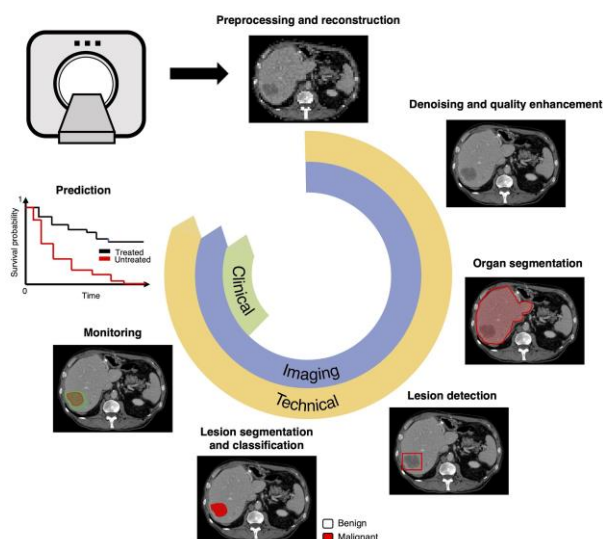 Preprocessing and reconstruction
Denoising and quality enhancement
Organ segmentation
Lesion detection
Lesion segmentation
and classification
Benign
Malignant
Monitoring
Prediction
1
Survival probability
Treated
Untreated
0
Time
Clinical
Imaging
Technical